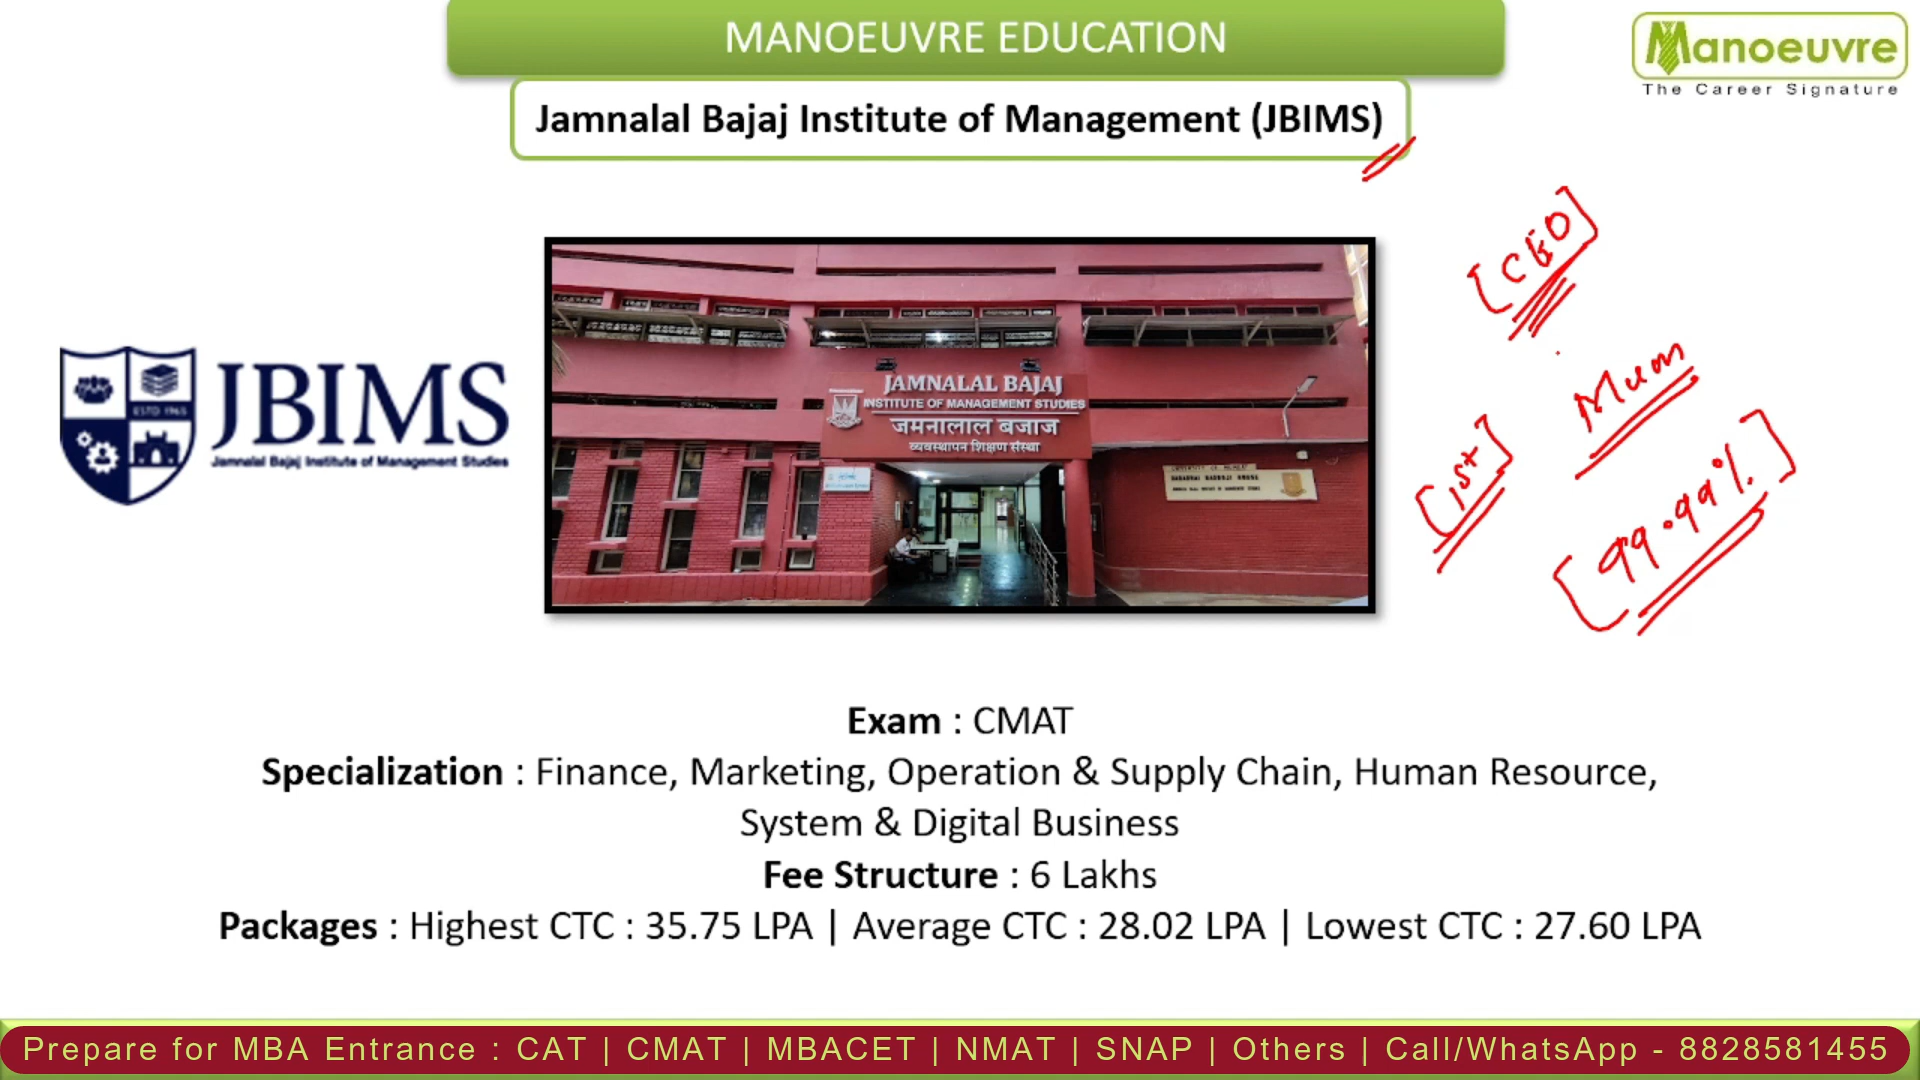 MANOEUVRE EDUCATION
Manoeuvre
The Career Signature
Jamnalal Bajaj Institute of Management (JBIMS)
[CEO]
Mum
[1st]
[99.99%]
ESTD 1965
JBIMS
Jamnalal Bajaj Institute of Management Studies
JAMNALAL BAJAJ
INSTITUTE OF MANAGEMENT STUDIES
जमनालाल बजाज
व्यवस्थापन शिक्षण संस्था
Exam : CMAT
Specialization : Finance, Marketing, Operation & Supply Chain, Human Resource,
System & Digital Business
Fee Structure : 6 Lakhs
Packages : Highest CTC : 35.75 LPA | Average CTC : 28.02 LPA | Lowest CTC : 27.60 LPA
Prepare for MBA Entrance : CAT | CMAT | MBACET | NMAT | SNAP | Others | Call/WhatsApp - 8828581455